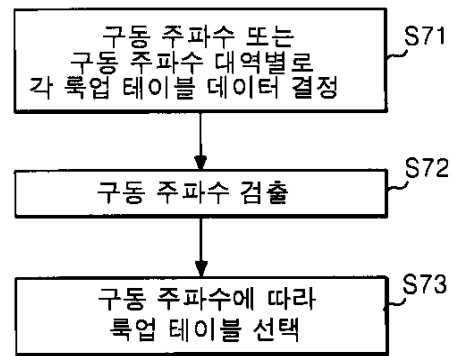 구동 주파수 또는
구동 주파수 대역별로
각 룩업 테이블 데이터 결정
S71
구동 주파수 검출
S72
구동 주파수에 따라
룩업 테이블 선택
S73